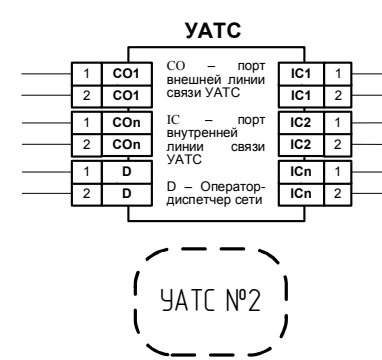 УАТС
1 CO1
2 CO1
1 COn
2 COn
1 D
2 D
CO – порт
внешней линии
связи УАТС
IC – порт
внутренней
линии связи
УАТС
D – Оператор-
диспетчер сети
IC1 1
IC1 2
IC2 1
IC2 2
ICn 1
ICn 2
УАТС №2